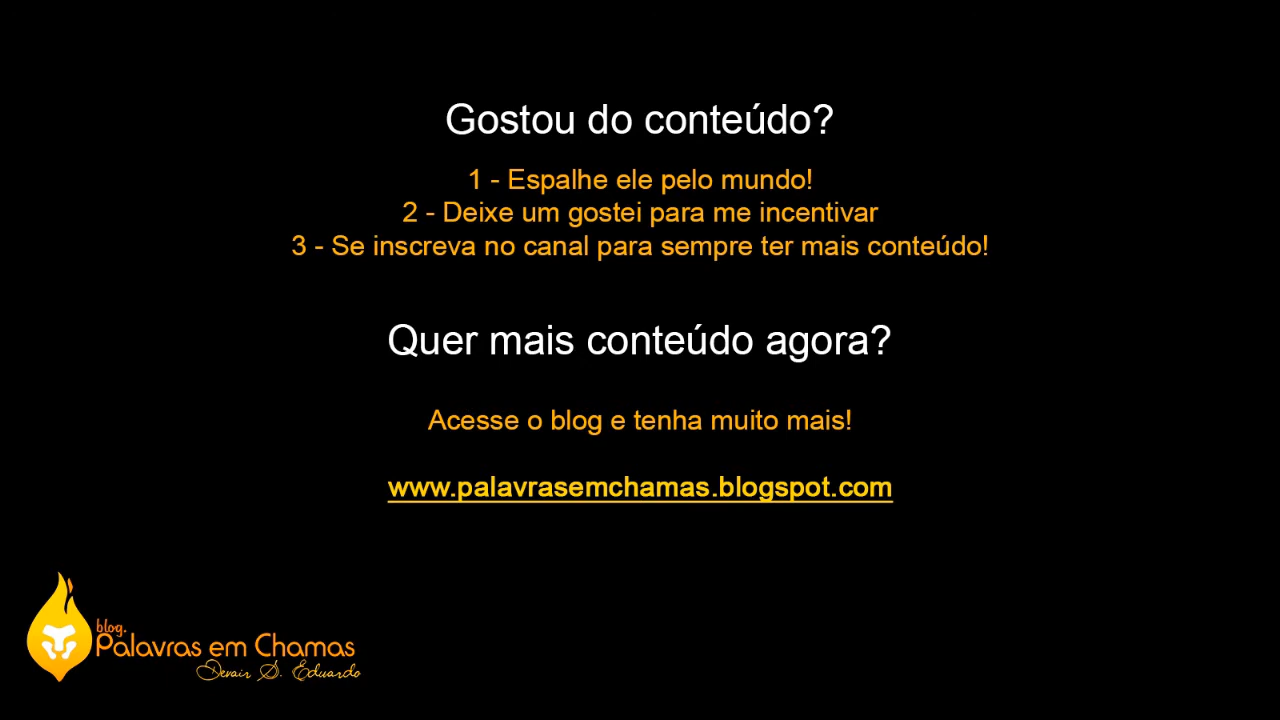 Gostou do conteúdo?
1 - Espalhe ele pelo mundo!
2 - Deixe um gostei para me incentivar
3 - Se inscreva no canal para sempre ter mais conteúdo!
Quer mais conteúdo agora?
Acesse o blog e tenha muito mais!
www.palavrasemchamas.blogspot.com
blog.
Palavras em Chamas
Devair S. Eduardo